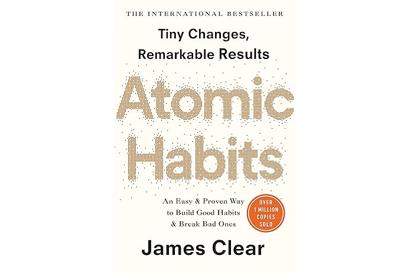 THE INTERNATIONAL BESTSELLER
Tiny Changes,
Remarkable Results
Atomic
Habits
An Easy & Proven Way
to Build Good Habits
& Break Bad Ones
OVER
1 MILLION
COPIES
SOLD
James Clear